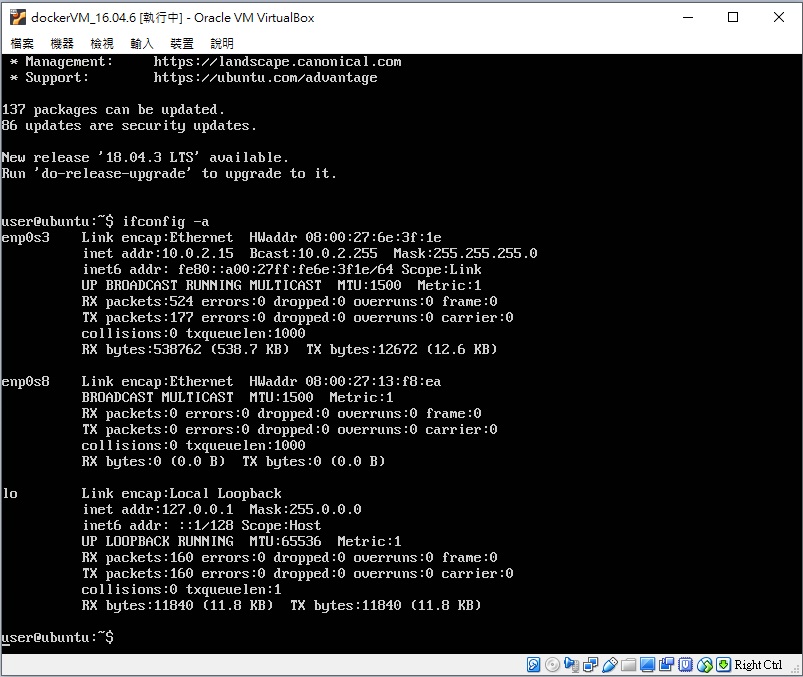 dockerVM_16.04.6 [執行中] - Oracle VM VirtualBox
檔案 機器 檢視 輸入 裝置 說明
 * Management:     https://landscape.canonical.com
 * Support:        https://ubuntu.com/advantage
137 packages can be updated.
86 updates are security updates.
New release '18.04.3 LTS' available.
Run 'do-release-upgrade' to upgrade to it.
user@ubuntu:~$ ifconfig -a
enp0s3    Link encap:Ethernet  HWaddr 08:00:27:6e:3f:1e
          inet addr:10.0.2.15  Bcast:10.0.2.255  Mask:255.255.255.0
          inet6 addr: fe80::a00:27ff:fe6e:3f1e/64 Scope:Link
          UP BROADCAST RUNNING MULTICAST  MTU:1500  Metric:1
          RX packets:524 errors:0 dropped:0 overruns:0 frame:0
          TX packets:177 errors:0 dropped:0 overruns:0 carrier:0
          collisions:0 txqueuelen:1000
          RX bytes:538762 (538.7 KB)  TX bytes:12672 (12.6 KB)
enp0s8    Link encap:Ethernet  HWaddr 08:00:27:13:f8:ea
          BROADCAST MULTICAST  MTU:1500  Metric:1
          RX packets:0 errors:0 dropped:0 overruns:0 frame:0
          TX packets:0 errors:0 dropped:0 overruns:0 carrier:0
          collisions:0 txqueuelen:1000
          RX bytes:0 (0.0 B)  TX bytes:0 (0.0 B)
lo        Link encap:Local Loopback
          inet addr:127.0.0.1  Mask:255.0.0.0
          inet6 addr: ::1/128 Scope:Host
          UP LOOPBACK RUNNING  MTU:65536  Metric:1
          RX packets:160 errors:0 dropped:0 overruns:0 frame:0
          TX packets:160 errors:0 dropped:0 overruns:0 carrier:0
          collisions:0 txqueuelen:1
          RX bytes:11840 (11.8 KB)  TX bytes:11840 (11.8 KB)
user@ubuntu:~$
Right Ctrl